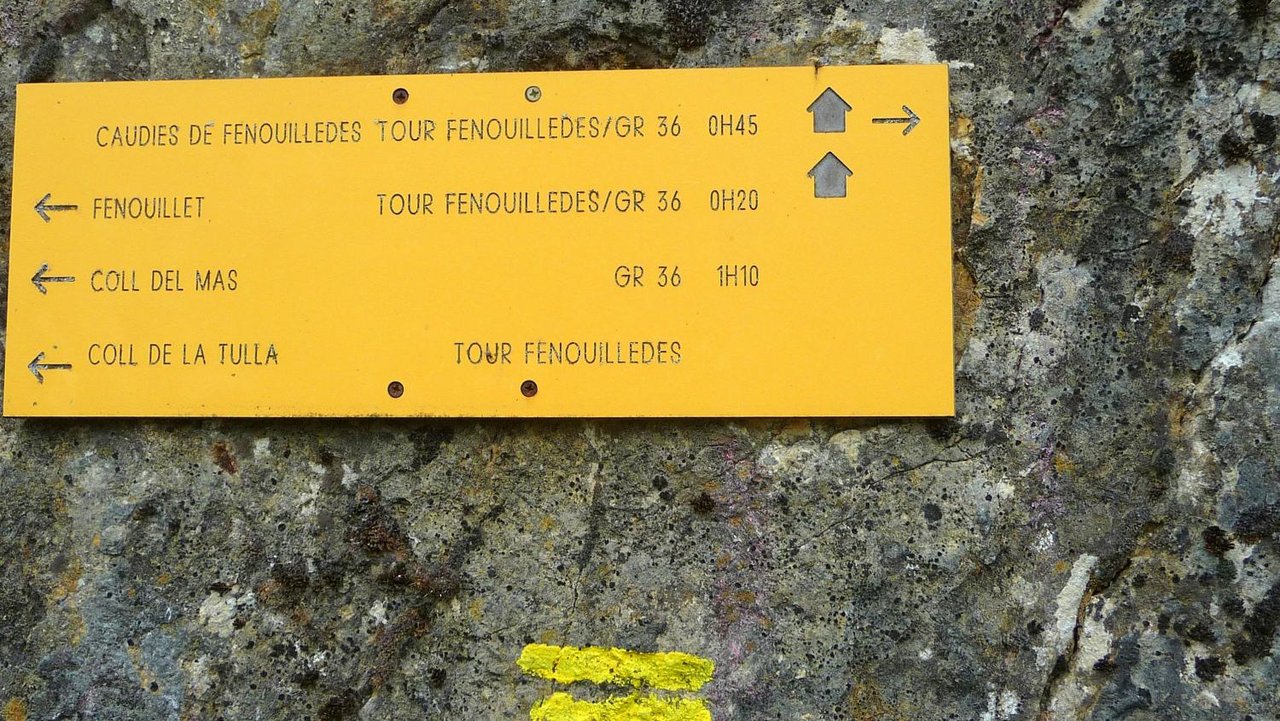 CAUDIES DE FENOUILLEDES TOUR FENOUILLEDES/GR 36 0H45 →
← FENOUILLET TOUR FENOUILLEDES/GR 36 0H20
← COLL DEL MAS GR 36 1H10
← COLL DE LA TULLA TOUR FENOUILLEDES